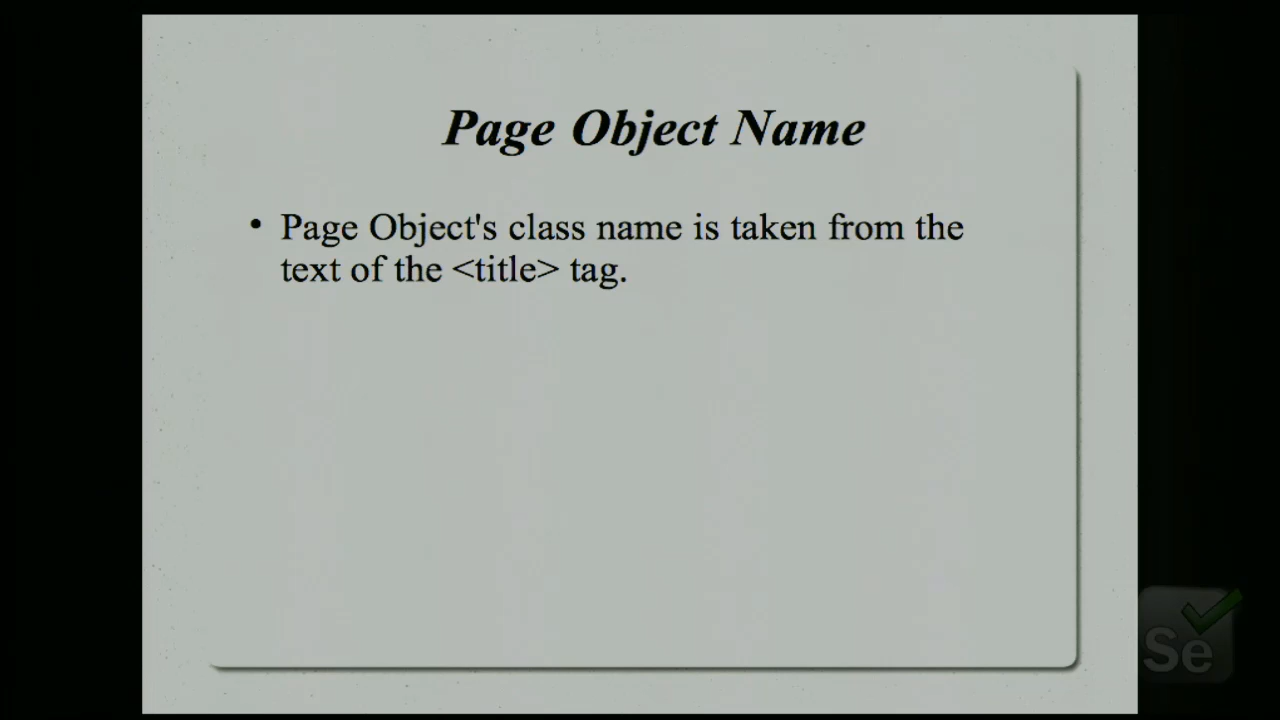 Page Object Name
• Page Object's class name is taken from the
text of the <title> tag.
Se